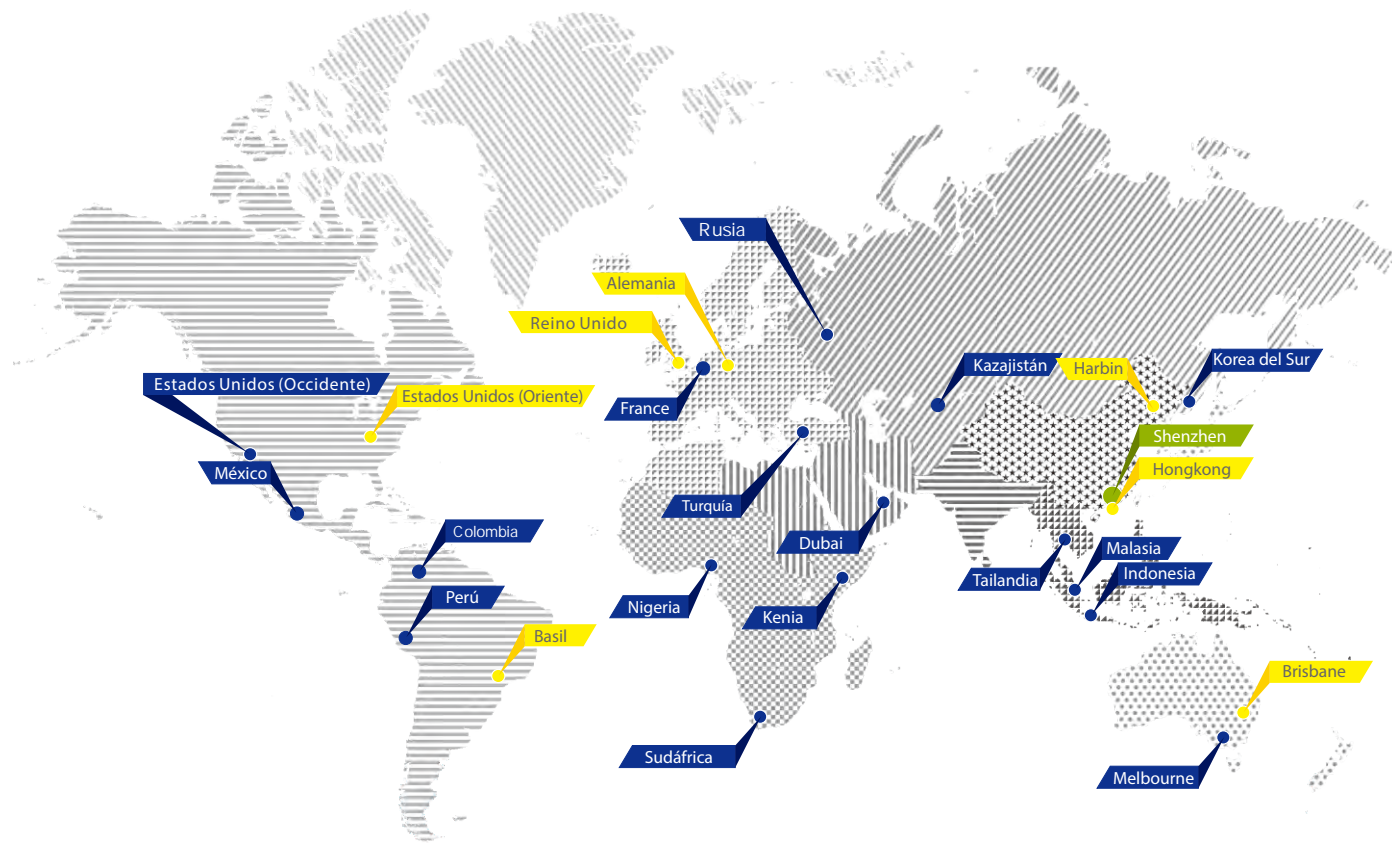 Rusia
Alemania
Reino Unido
Estados Unidos (Occidente)
Estados Unidos (Oriente)
France
Kazajistán
Harbin
Korea del Sur
Shenzhen
México
Hongkong
Turquía
Colombia
Dubai
Malasia
Tailandia
Indonesia
Perú
Nigeria
Kenia
Basil
Brisbane
Sudáfrica
Melbourne